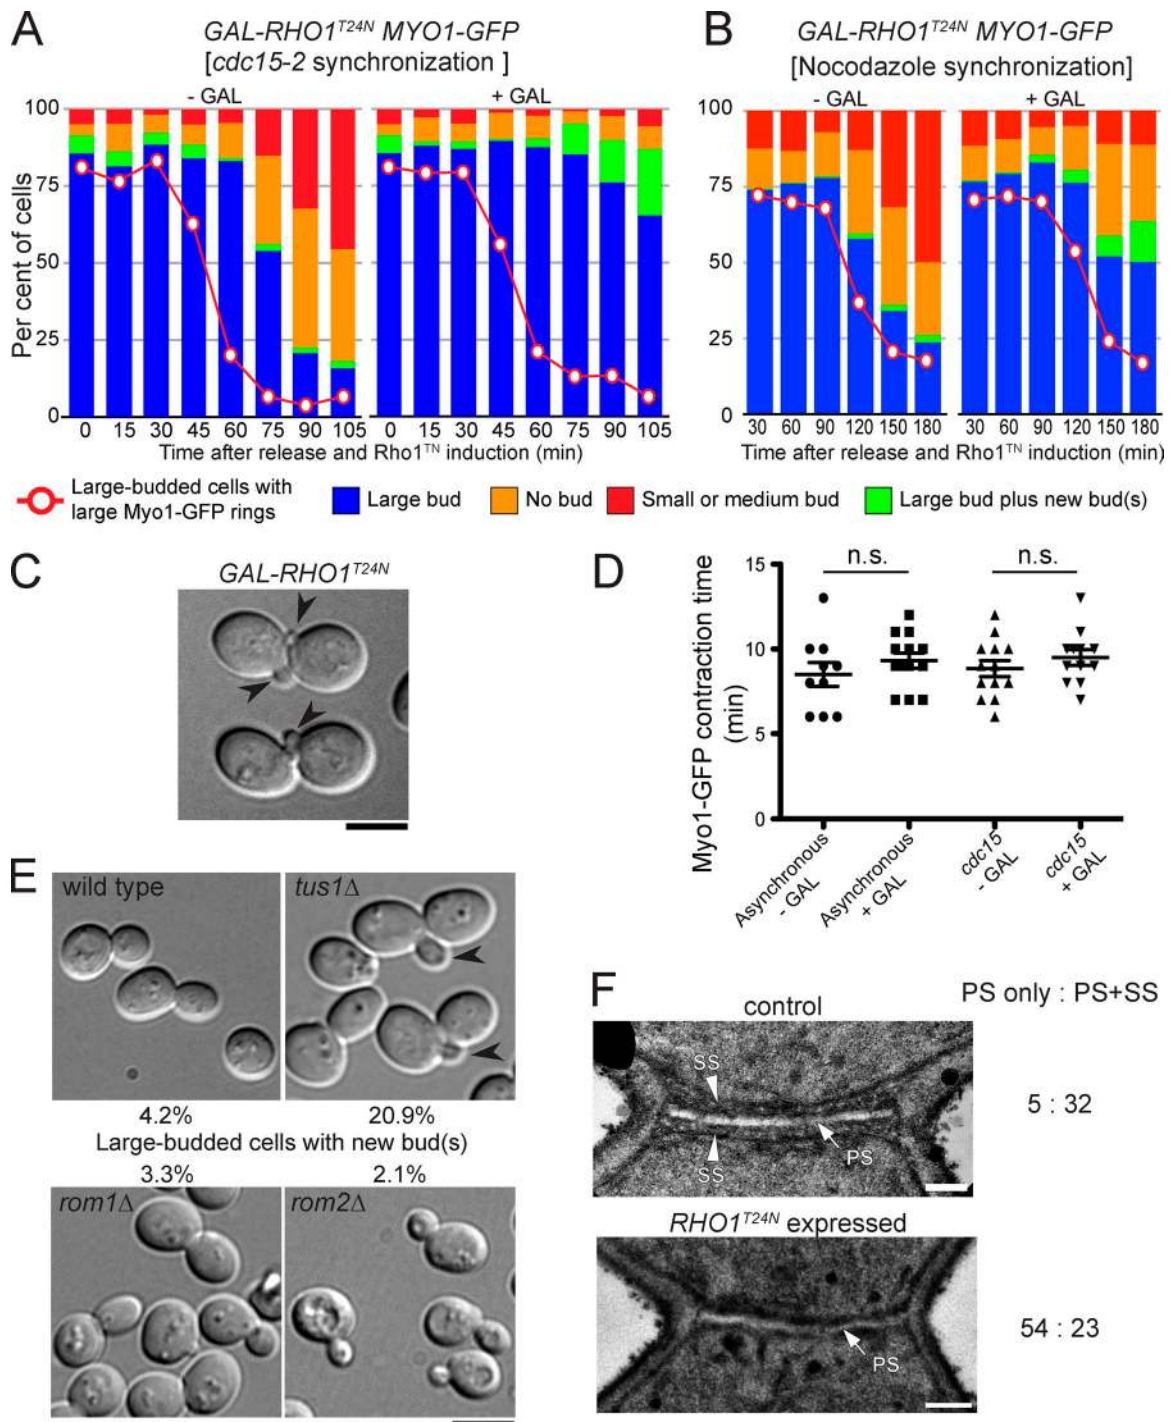 A
GAL-RHO1T24N MYO1-GFP
[cdc15-2 synchronization ]
- GAL
+ GAL
Per cent of cells
100
75
50
25
0
0 15 30 45 60 75 90 105
0 15 30 45 60 75 90 105
Time after release and Rho1TN induction (min)
B
GAL-RHO1T24N MYO1-GFP
[Nocodazole synchronization]
- GAL
+ GAL
100
75
50
25
0
30 60 90 120 150 180
30 60 90 120 150 180
Time after release and Rho1TN induction (min)
Large-budded cells with
large Myo1-GFP rings
Large bud
No bud
Small or medium bud
Large bud plus new bud(s)
C
GAL-RHO1T24N
D
n.s.
n.s.
Myo1-GFP contraction time
(min)
15
10
5
0
Asynchronous
- GAL
Asynchronous
+ GAL
cdc15
- GAL
cdc15
+ GAL
E
wild type
tus1Δ
4.2%
20.9%
Large-budded cells with new bud(s)
3.3%
2.1%
rom1Δ
rom2Δ
F
PS only : PS+SS
control
SS
SS
PS
5 : 32
RHO1T24N expressed
PS
54 : 23